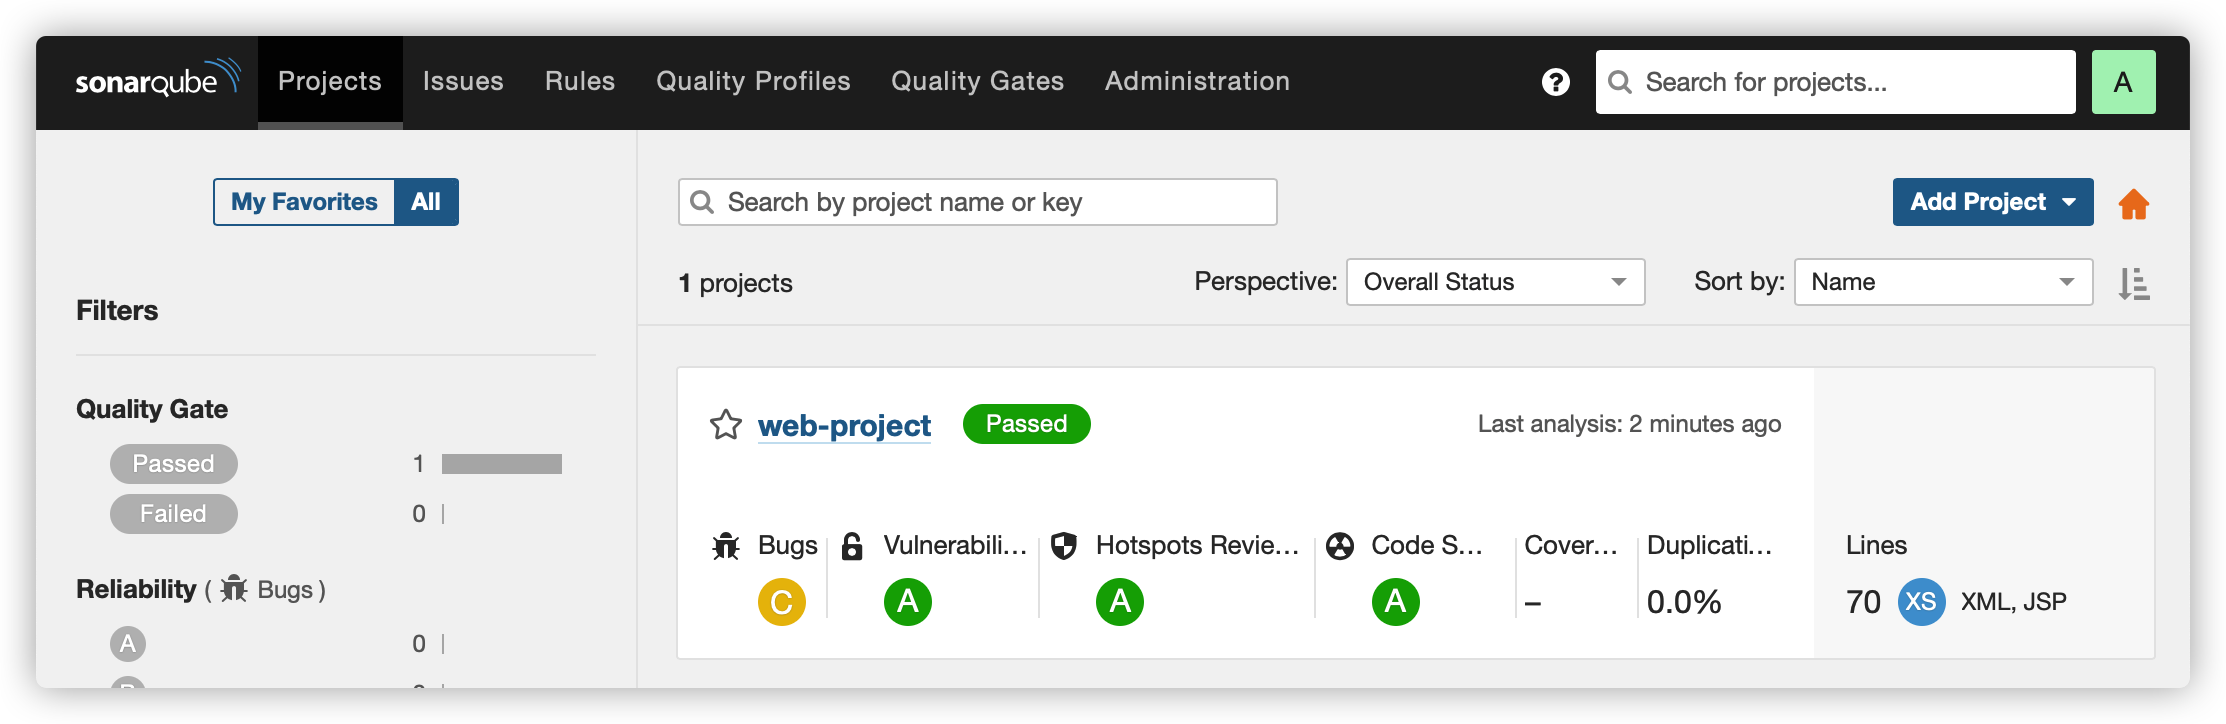 sonarqube Projects Issues Rules Quality Profiles Quality Gates Administration ? Search for projects... A
My Favorites All
Search by project name or key
Add Project
1 projects
Perspective: Overall Status
Sort by: Name
Filters
Quality Gate
Passed 1
Failed 0
Reliability ( Bugs )
A 0
web-project Passed Last analysis: 2 minutes ago
Bugs Vulnerabili... Hotspots Revie... Code S... Cover... Duplicati... Lines
C A A A – 0.0% 70 XS XML, JSP